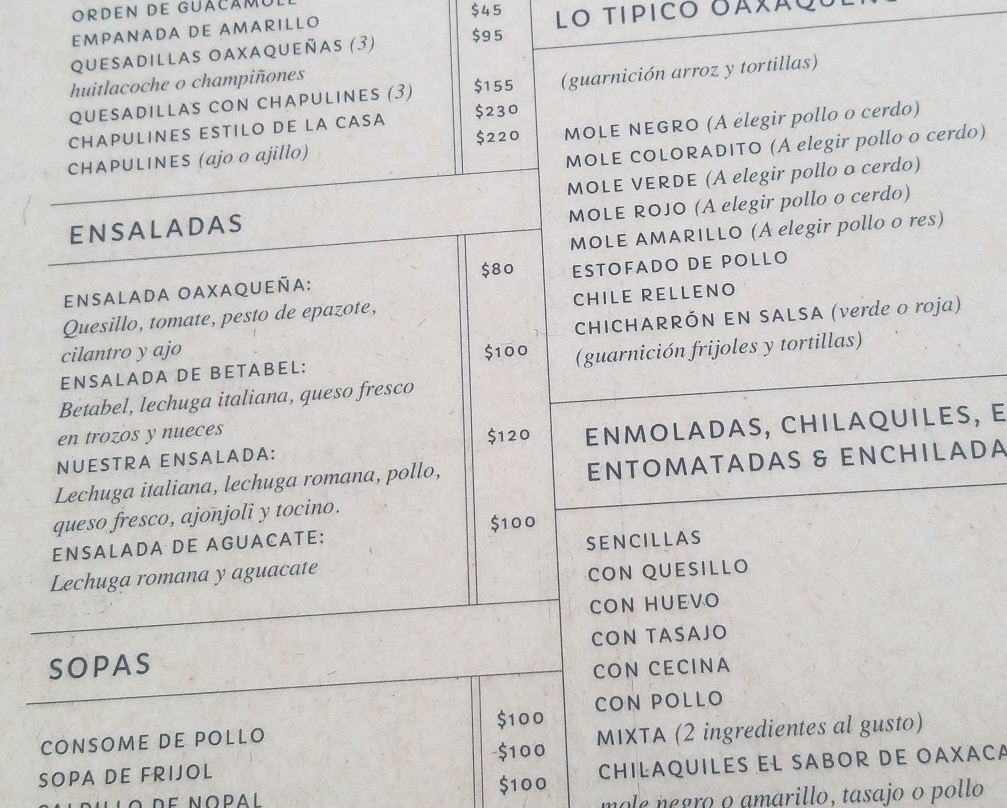 ORDEN DE GUACAMOLE
EMPANADA DE AMARILLO $45
QUESADILLAS OAXAQUEÑAS (3) $95
huitlacoche o champiñones
QUESADILLAS CON CHAPULINES (3) $155
CHAPULINES ESTILO DE LA CASA $230
CHAPULINES (ajo o ajillo) $220
ENSALADAS
ENSALADA OAXAQUEÑA: $80
Quesillo, tomate, pesto de epazote,
cilantro y ajo
ENSALADA DE BETABEL: $100
Betabel, lechuga italiana, queso fresco
en trozos y nueces
NUESTRA ENSALADA: $120
Lechuga italiana, lechuga romana, pollo,
queso fresco, ajonjoli y tocino.
ENSALADA DE AGUACATE: $100
Lechuga romana y aguacate
SOPAS
CONSOME DE POLLO $100
SOPA DE FRIJOL $100
CALDILLO DE NOPAL $100
LO TIPICO OAXAQUEÑO
(guarnición arroz y tortillas)
MOLE NEGRO (A elegir pollo o cerdo)
MOLE COLORADITO (A elegir pollo o cerdo)
MOLE VERDE (A elegir pollo o cerdo)
MOLE ROJO (A elegir pollo o cerdo)
MOLE AMARILLO (A elegir pollo o res)
ESTOFADO DE POLLO
CHILE RELLENO
CHICHARRÓN EN SALSA (verde o roja)
(guarnición frijoles y tortillas)
ENMOLADAS, CHILAQUILES, E
ENTOMATADAS & ENCHILADA
SENCILLAS
CON QUESILLO
CON HUEVO
CON TASAJO
CON CECINA
CON POLLO
MIXTA (2 ingredientes al gusto)
CHILAQUILES EL SABOR DE OAXACA
mole negro o amarillo, tasajo o pollo